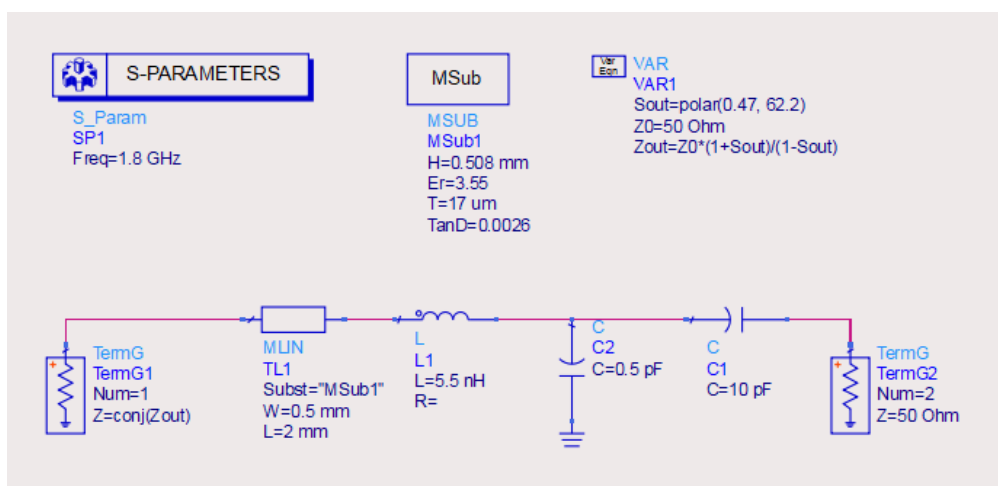 S-PARAMETERS
S_Param
SP1
Freq=1.8 GHz
MSub
MSUB
MSub1
H=0.508 mm
Er=3.55
T=17 um
TanD=0.0026
Var
Eqn
VAR
VAR1
Sout=polar(0.47, 62.2)
Z0=50 Ohm
Zout=Z0*(1+Sout)/(1-Sout)
TermG
TermG1
Num=1
Z=conj(Zout)
MLIN
TL1
Subst="MSub1"
W=0.5 mm
L=2 mm
L
L1
L=5.5 nH
R=
C
C2
C=0.5 pF
C
C1
C=10 pF
TermG
TermG2
Num=2
Z=50 Ohm